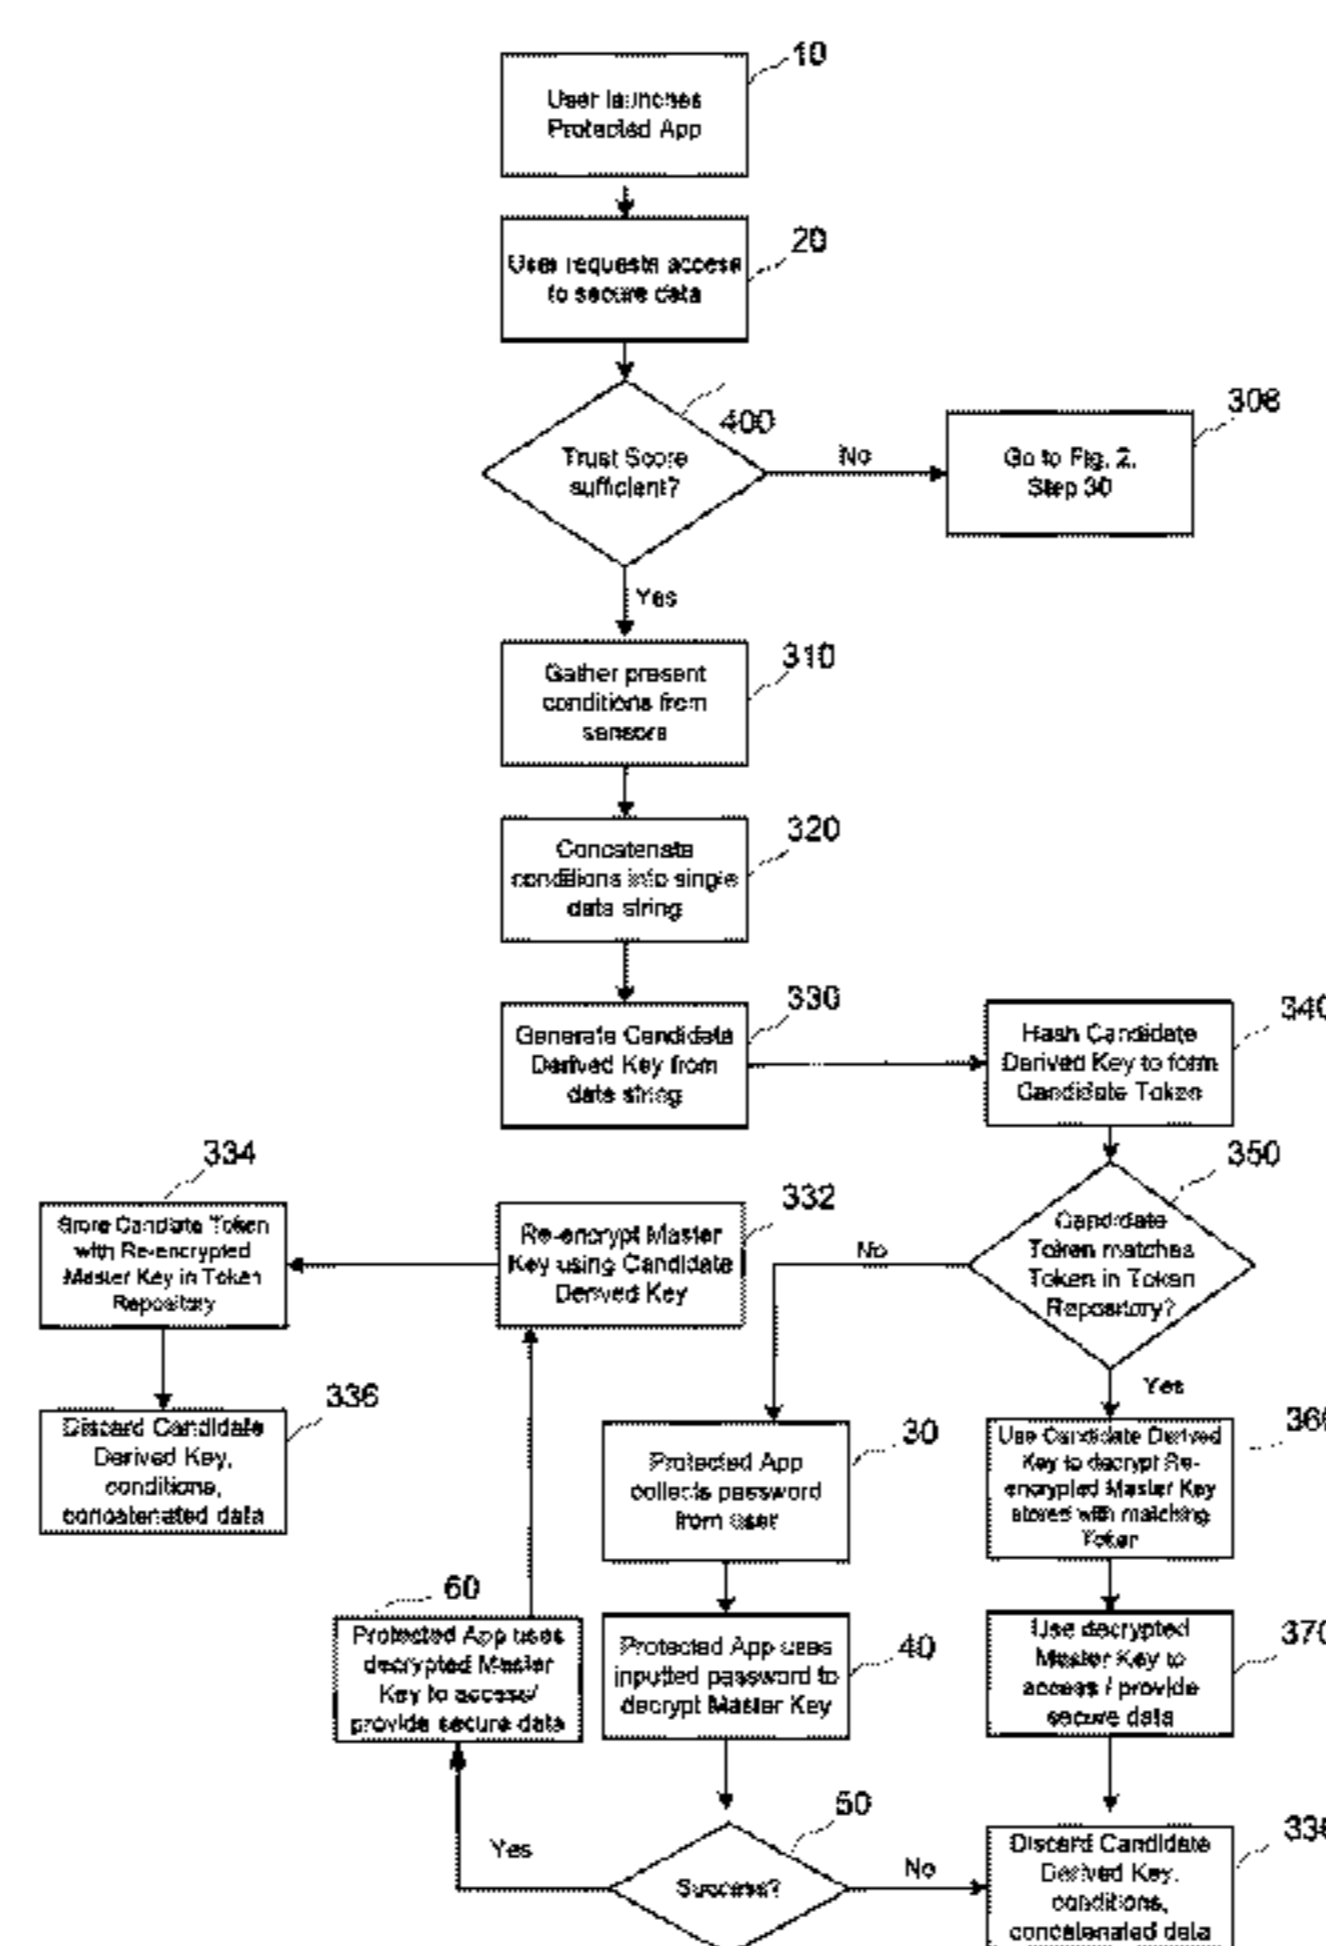 10
User launches
Protected App
20
User requests access
to secure data
400
Trust Score
sufficient?
No
308
Go to Fig. 2,
Step 30
Yes
310
Gather present
conditions from
sensors
320
Concatenate
conditions into single
data string
330
Generate Candidate
Derived Key from
data string
340
Hash Candidate
Derived Key to form
Candidate Token
350
Candidate
Token matches
Token in Token
Repository?
No
Yes
332
Re-encrypt Master
Key using Candidate
Derived Key
334
Store Candiate Token
with Re-encrypted
Master Key in Token
Repository
336
Discard Candidate
Derived Key,
conditions,
concatenated data
30
Protected App
collects password
from user
360
Use Candidate Derived
Key to decrypt Re-
encrypted Master Key
stored with matching
Token
60
Protected App uses
decrypted Master
Key to access/
provide secure data
40
Protected App uses
inputted password to
decrypt Master Key
370
Use decrypted
Master Key to
access / provide
secure data
50
Success?
Yes
No
336
Discard Candidate
Derived Key,
conditions,
concatenated data